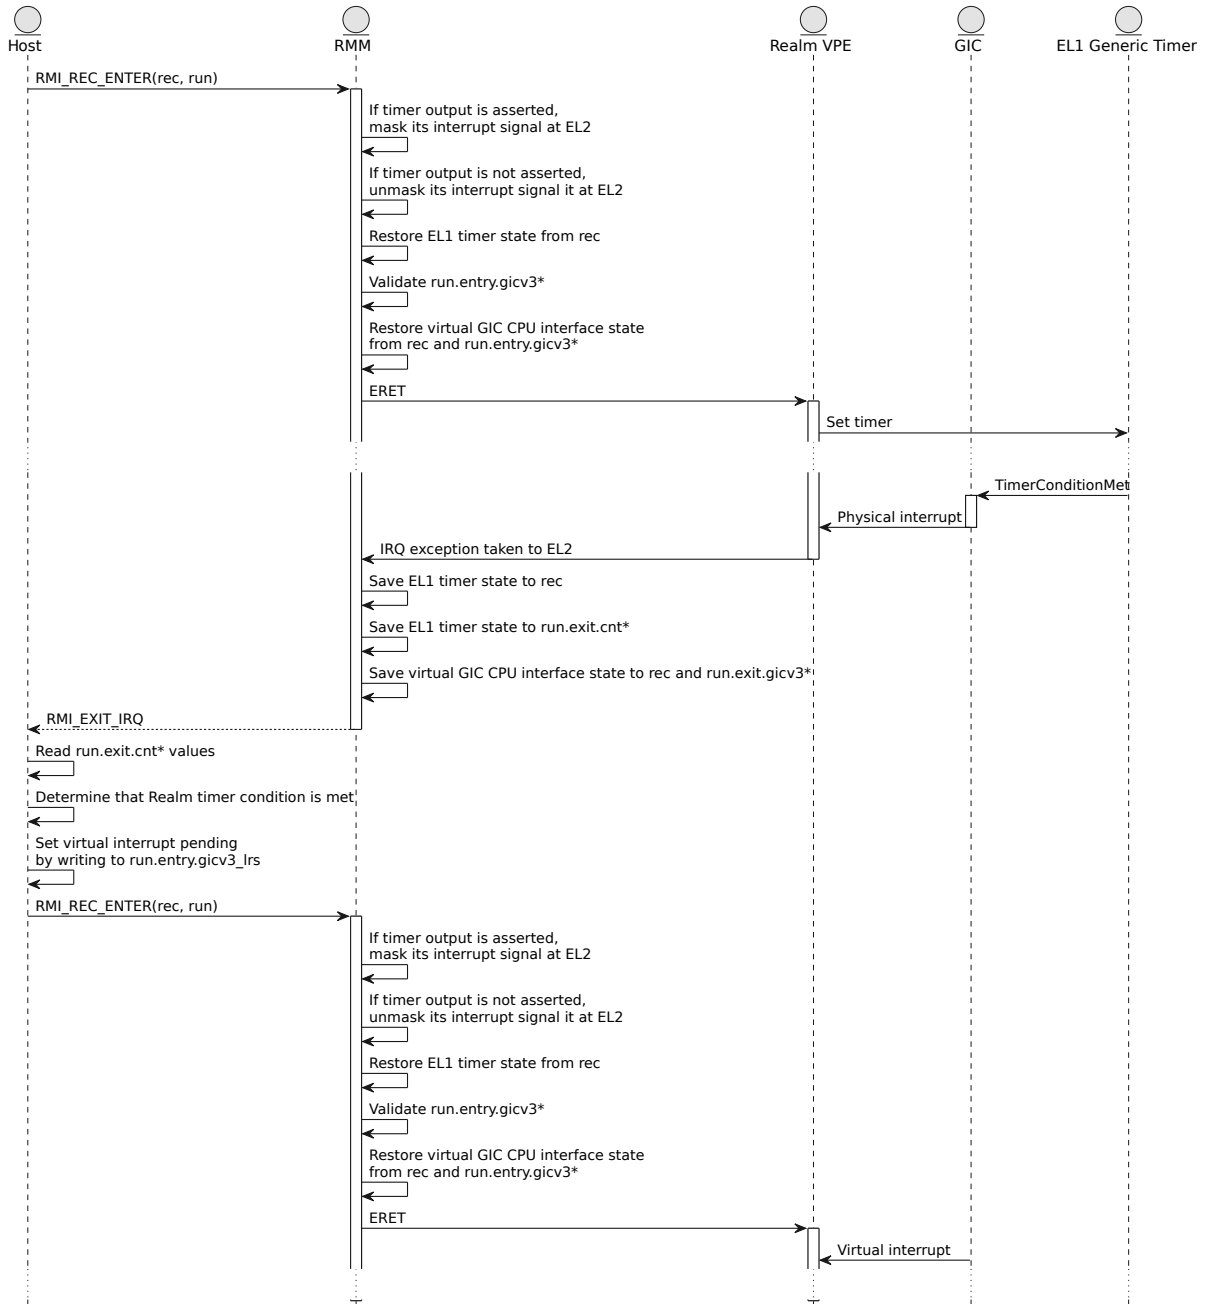 Host
RMM
Realm VPE
GIC
EL1 Generic Timer
RMI_REC_ENTER(rec, run)
If timer output is asserted,
mask its interrupt signal at EL2
If timer output is not asserted,
unmask its interrupt signal it at EL2
Restore EL1 timer state from rec
Validate run.entry.gicv3*
Restore virtual GIC CPU interface state
from rec and run.entry.gicv3*
ERET
Set timer
TimerConditionMet
Physical interrupt
IRQ exception taken to EL2
Save EL1 timer state to rec
Save EL1 timer state to run.exit.cnt*
Save virtual GIC CPU interface state to rec and run.exit.gicv3*
RMI_EXIT_IRQ
Read run.exit.cnt* values
Determine that Realm timer condition is met
Set virtual interrupt pending
by writing to run.entry.gicv3_lrs
RMI_REC_ENTER(rec, run)
If timer output is asserted,
mask its interrupt signal at EL2
If timer output is not asserted,
unmask its interrupt signal it at EL2
Restore EL1 timer state from rec
Validate run.entry.gicv3*
Restore virtual GIC CPU interface state
from rec and run.entry.gicv3*
ERET
Virtual interrupt